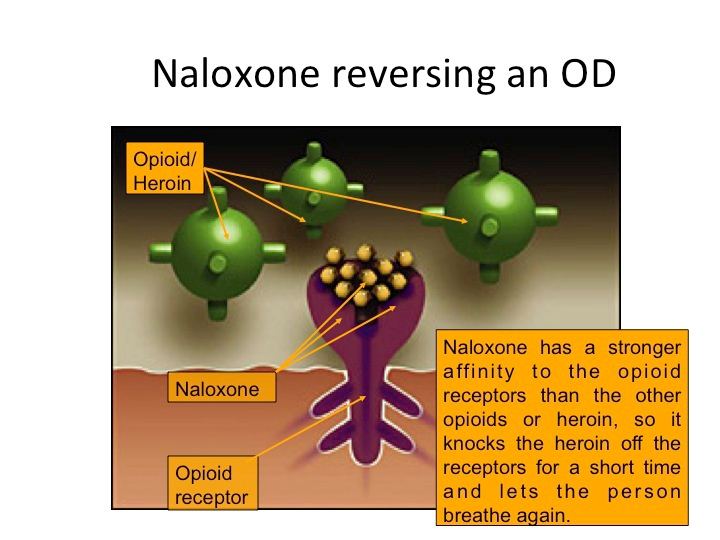 Naloxone reversing an OD
Opioid/
Heroin
Naloxone
Opioid
receptor
Naloxone has a stronger
affinity to the opioid
receptors than the other
opioids or heroin, so it
knocks the heroin off the
receptors for a short time
and lets the person
breathe again.